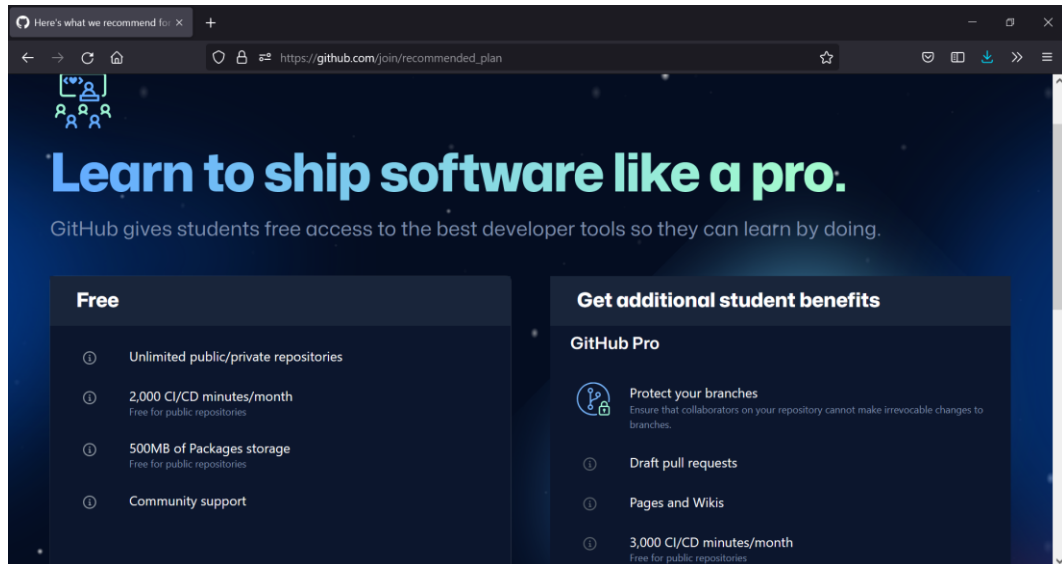 Here's what we recommend for
https://github.com/join/recommended_plan
Learn to ship software like a pro.
GitHub gives students free access to the best developer tools so they can learn by doing.
Free
Unlimited public/private repositories
2,000 CI/CD minutes/month
Free for public repositories
500MB of Packages storage
Free for public repositories
Community support
Get additional student benefits
GitHub Pro
Protect your branches
Ensure that collaborators on your repository cannot make irrevocable changes to
branches.
Draft pull requests
Pages and Wikis
3,000 CI/CD minutes/month
Free for public repositories